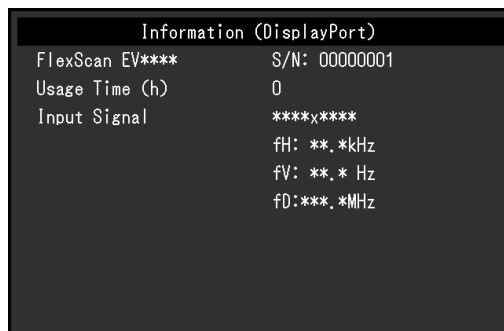 Information (DisplayPort)
FlexScan EV**** S/N: 00000001
Usage Time (h) 0
Input Signal ****x****
fH: **.*kHz
fV: **.* Hz
fD:***.*MHz